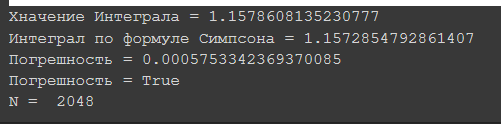 Хначение Интеграла = 1.1578608135230777
Интеграл по формуле Симпсона = 1.1572854792861407
Погрешность = 0.0005753342369370085
Погрешность = True
N =  2048